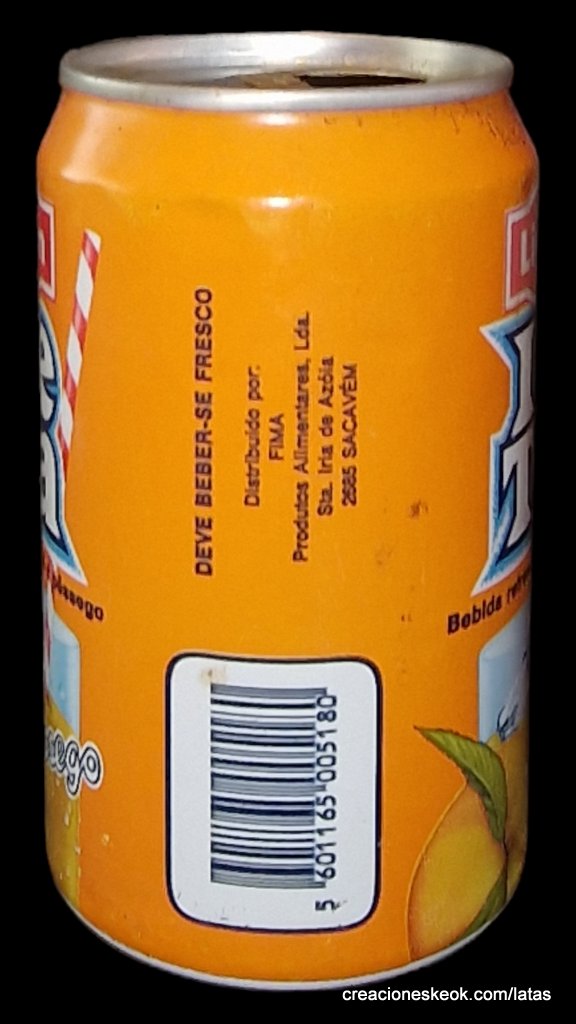 DEVE BEBER-SE FRESCO
Distribuido por:
FIMA
Produtos Alimentares, Lda.
Sta. Iria de Azóia
2685 SACAVÉM
5 601165 005180
Bebida
creacioneskeok.com/latas